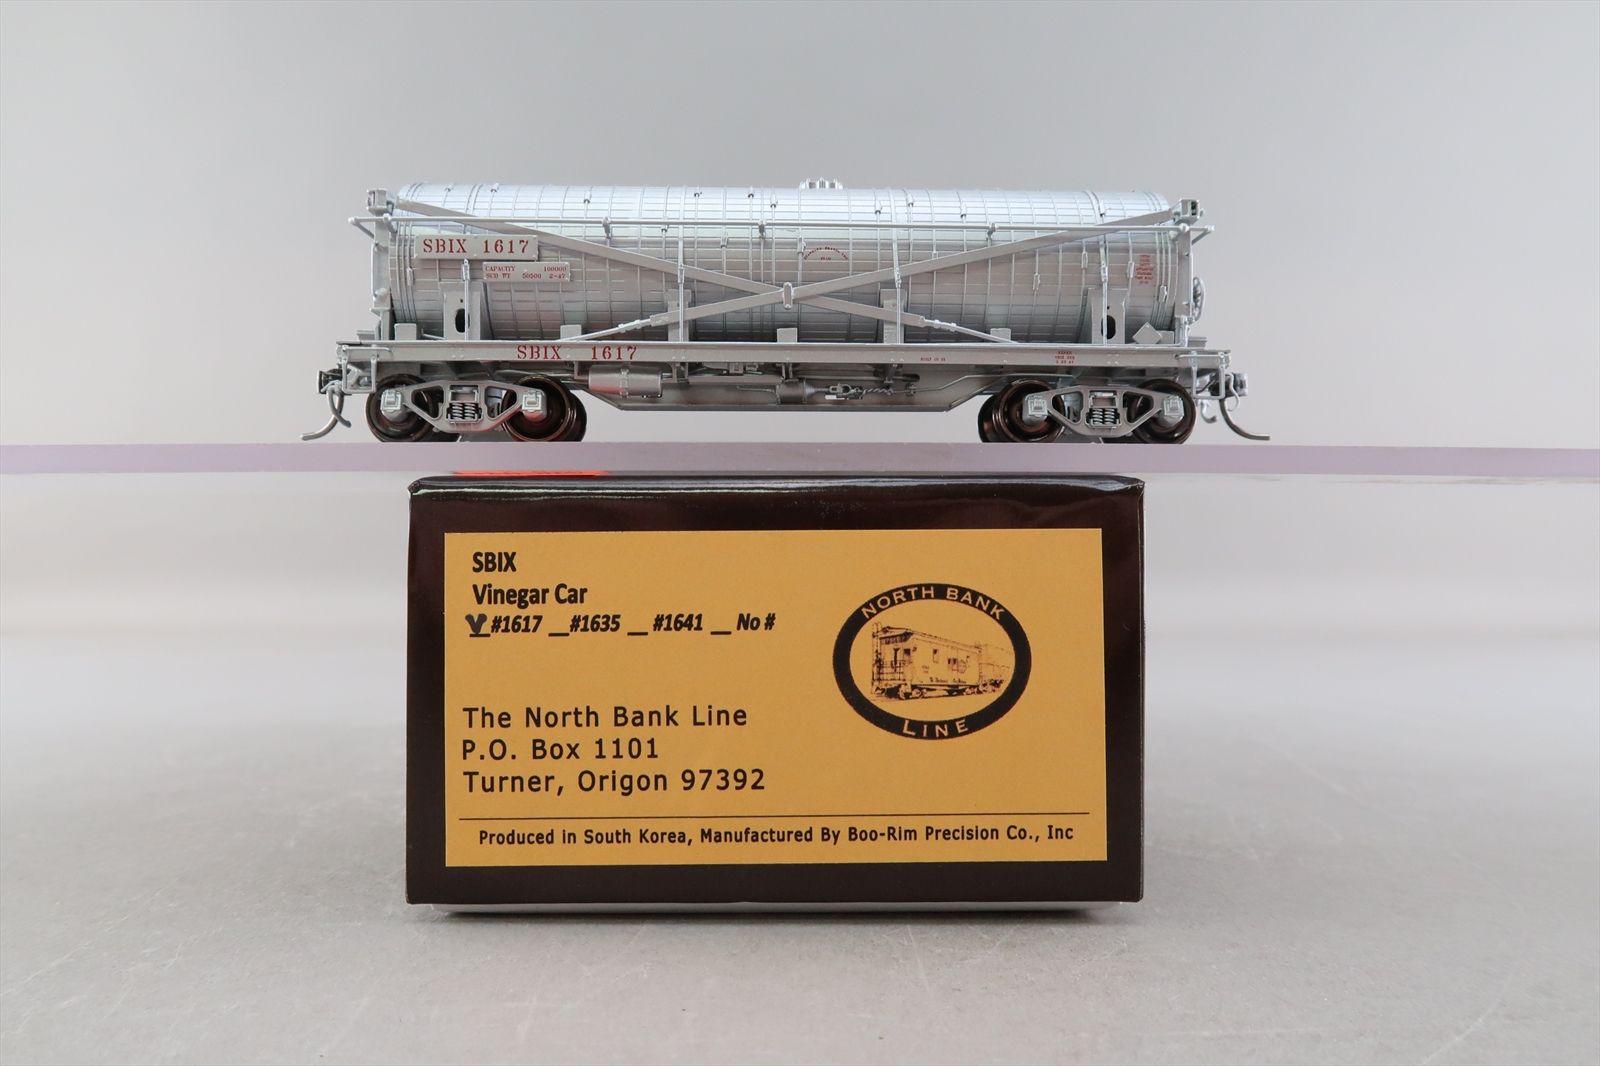 SBIX 1617
CAPACITY 100000
SBIX 1617
SBIX
Vinegar Car
#1617 __#1635 __ #1641 __ No #
NORTH BANK
LINE
The North Bank Line
P.O. Box 1101
Turner, Origon 97392
Produced in South Korea, Manufactured By Boo-Rim Precision Co., Inc